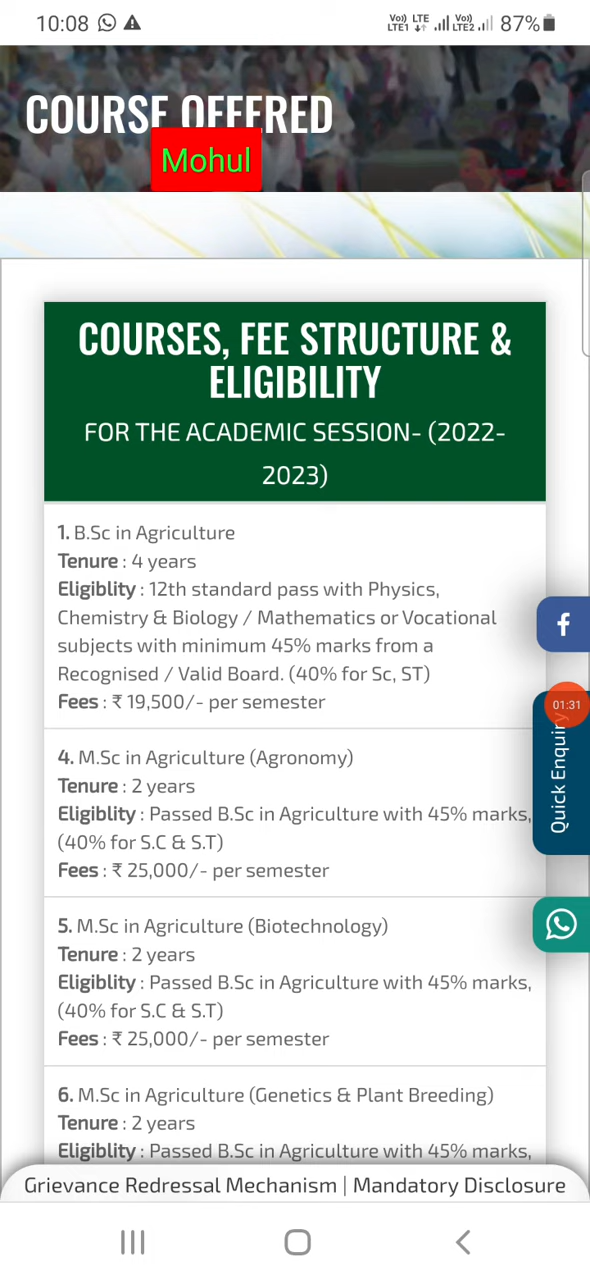 10:08 Vo)) LTE Vo)) 87%
LTE1 LTE2
COURSE OFFERED
Mohul
COURSES, FEE STRUCTURE &
ELIGIBILITY
FOR THE ACADEMIC SESSION- (2022-
2023)
1. B.Sc in Agriculture
Tenure : 4 years
Eligiblity : 12th standard pass with Physics,
Chemistry & Biology / Mathematics or Vocational
subjects with minimum 45% marks from a
Recognised / Valid Board. (40% for Sc, ST)
Fees : ₹ 19,500/- per semester
f
01:31
Quick Enquiry
4. M.Sc in Agriculture (Agronomy)
Tenure : 2 years
Eligiblity : Passed B.Sc in Agriculture with 45% marks,
(40% for S.C & S.T)
Fees : ₹ 25,000/- per semester
5. M.Sc in Agriculture (Biotechnology)
Tenure : 2 years
Eligiblity : Passed B.Sc in Agriculture with 45% marks,
(40% for S.C & S.T)
Fees : ₹ 25,000/- per semester
6. M.Sc in Agriculture (Genetics & Plant Breeding)
Tenure : 2 years
Eligiblity : Passed B.Sc in Agriculture with 45% marks,
Grievance Redressal Mechanism | Mandatory Disclosure